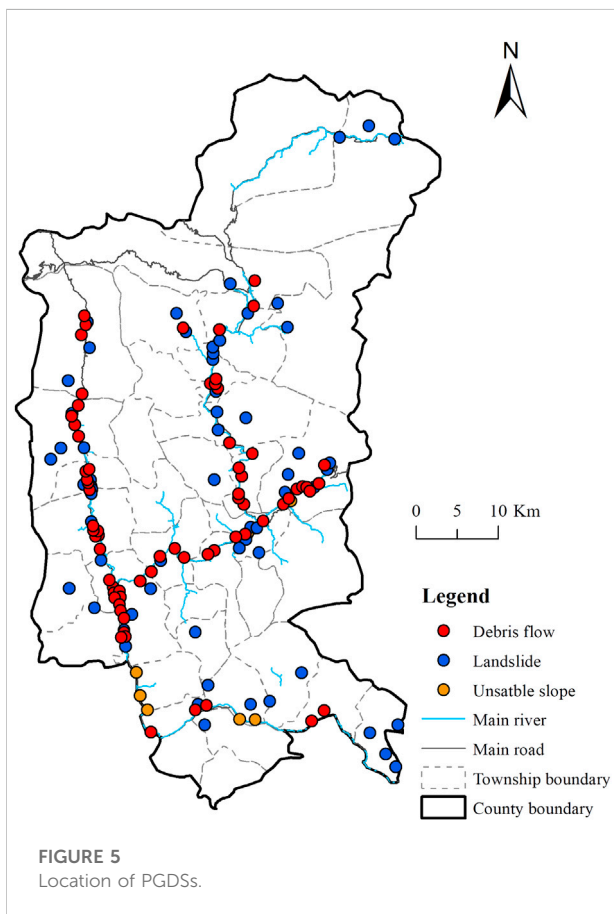 N
0 5 10 Km
Legend
Debris flow
Landslide
Unsatble slope
Main river
Main road
Township boundary
County boundary
FIGURE 5
Location of PGDSs.